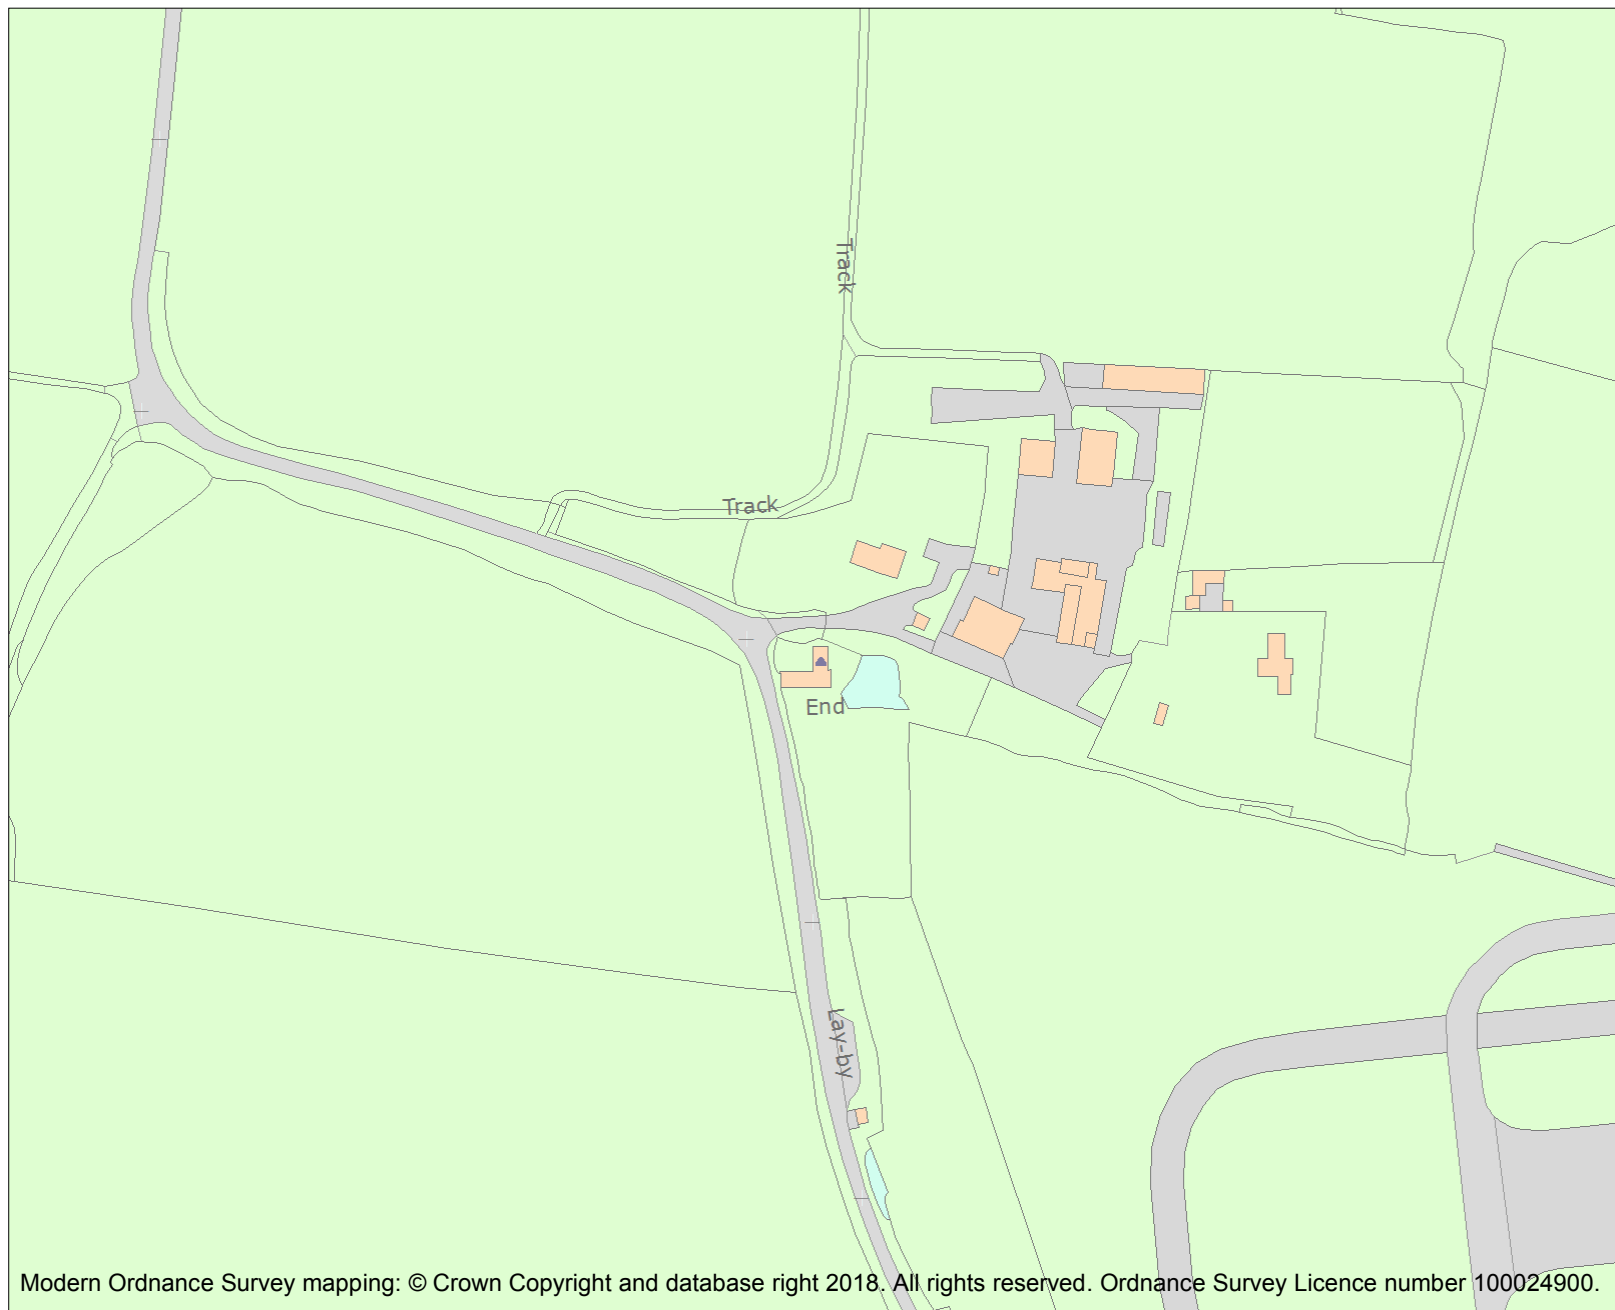 Track
Track
End
Lay-by
Modern Ordnance Survey mapping: © Crown Copyright and database right 2018. All rights reserved. Ordnance Survey Licence number 100024900.